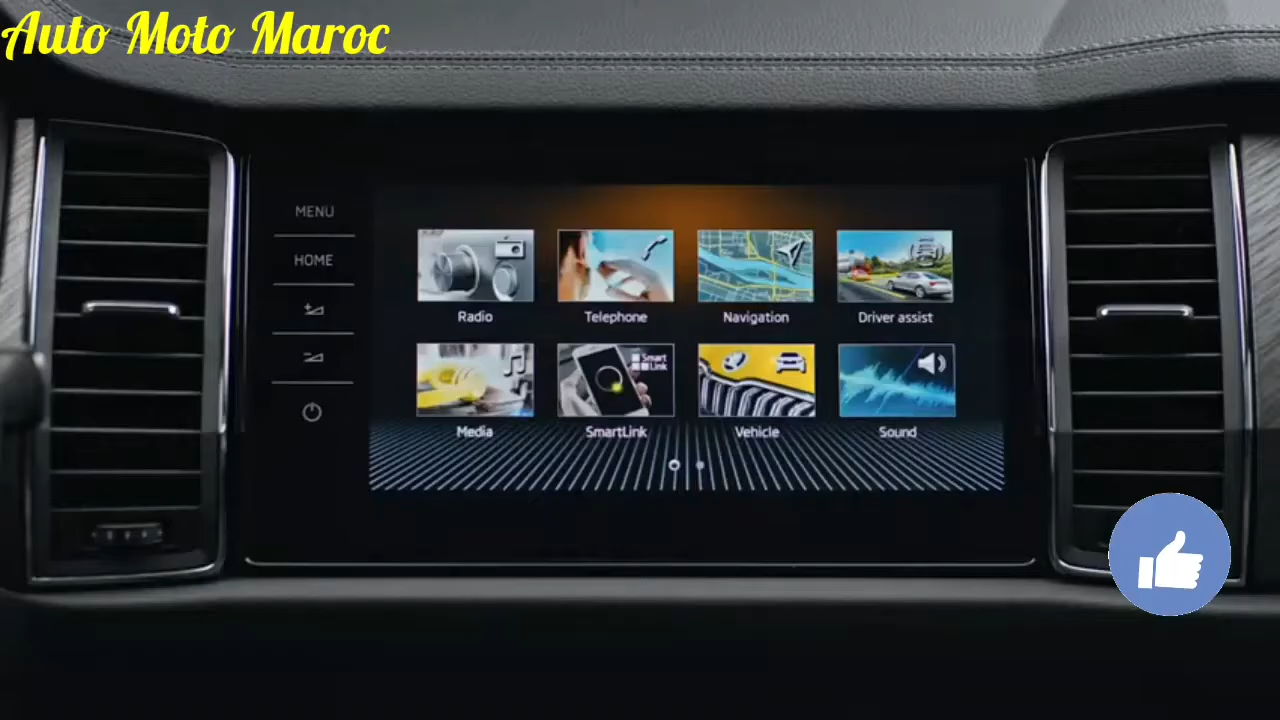 Auto Moto Maroc
MENU
HOME
Radio
Telephone
Navigation
Driver assist
Smart
Link
Media
SmartLink
Vehicle
Sound